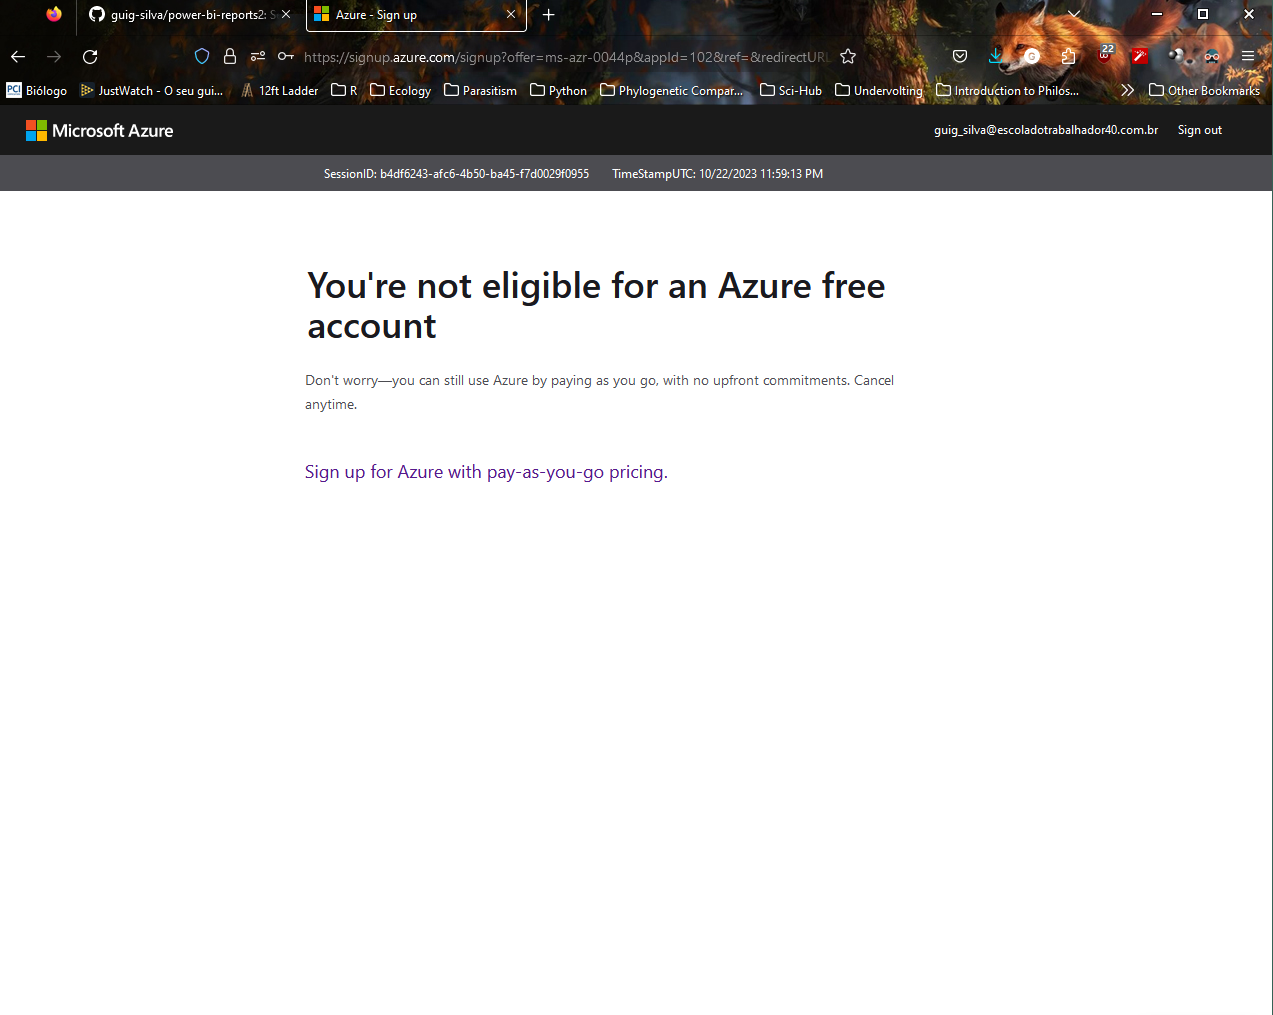 guig-silva/power-bi-reports2: S
Azure - Sign up
https://signup.azure.com/signup?offer=ms-azr-0044p&appId=102&ref=&redirectURL
22
Biólogo
JustWatch - O seu gui...
12ft Ladder
R
Ecology
Parasitism
Python
Phylogenetic Compar...
Sci-Hub
Undervolting
Introduction to Philos...
Other Bookmarks
Microsoft Azure
guig_silva@escoladotrabalhador40.com.br
Sign out
SessionID: b4df6243-afc6-4b50-ba45-f7d0029f0955
TimeStampUTC: 10/22/2023 11:59:13 PM
You're not eligible for an Azure free
account
Don't worry—you can still use Azure by paying as you go, with no upfront commitments. Cancel
anytime.
Sign up for Azure with pay-as-you-go pricing.